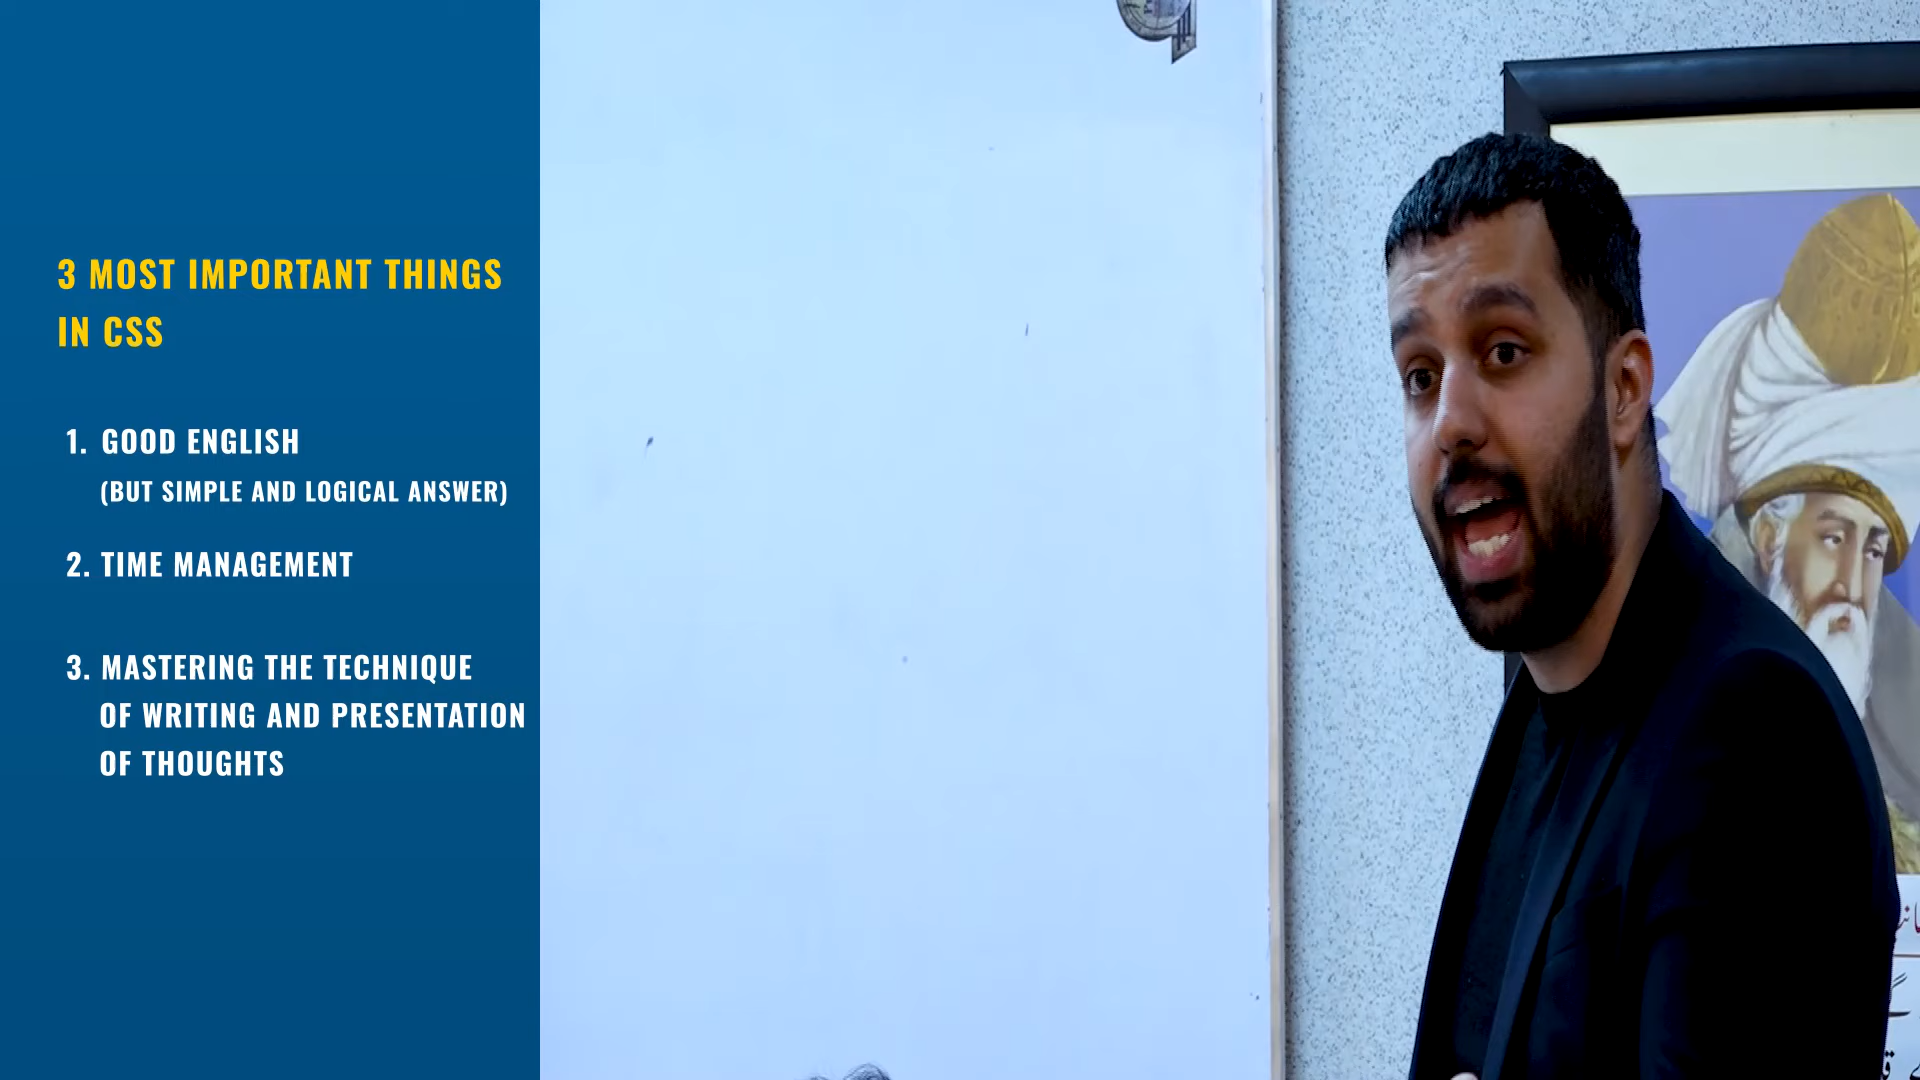 3 MOST IMPORTANT THINGS
IN CSS
1. GOOD ENGLISH
(BUT SIMPLE AND LOGICAL ANSWER)
2. TIME MANAGEMENT
3. MASTERING THE TECHNIQUE
OF WRITING AND PRESENTATION
OF THOUGHTS